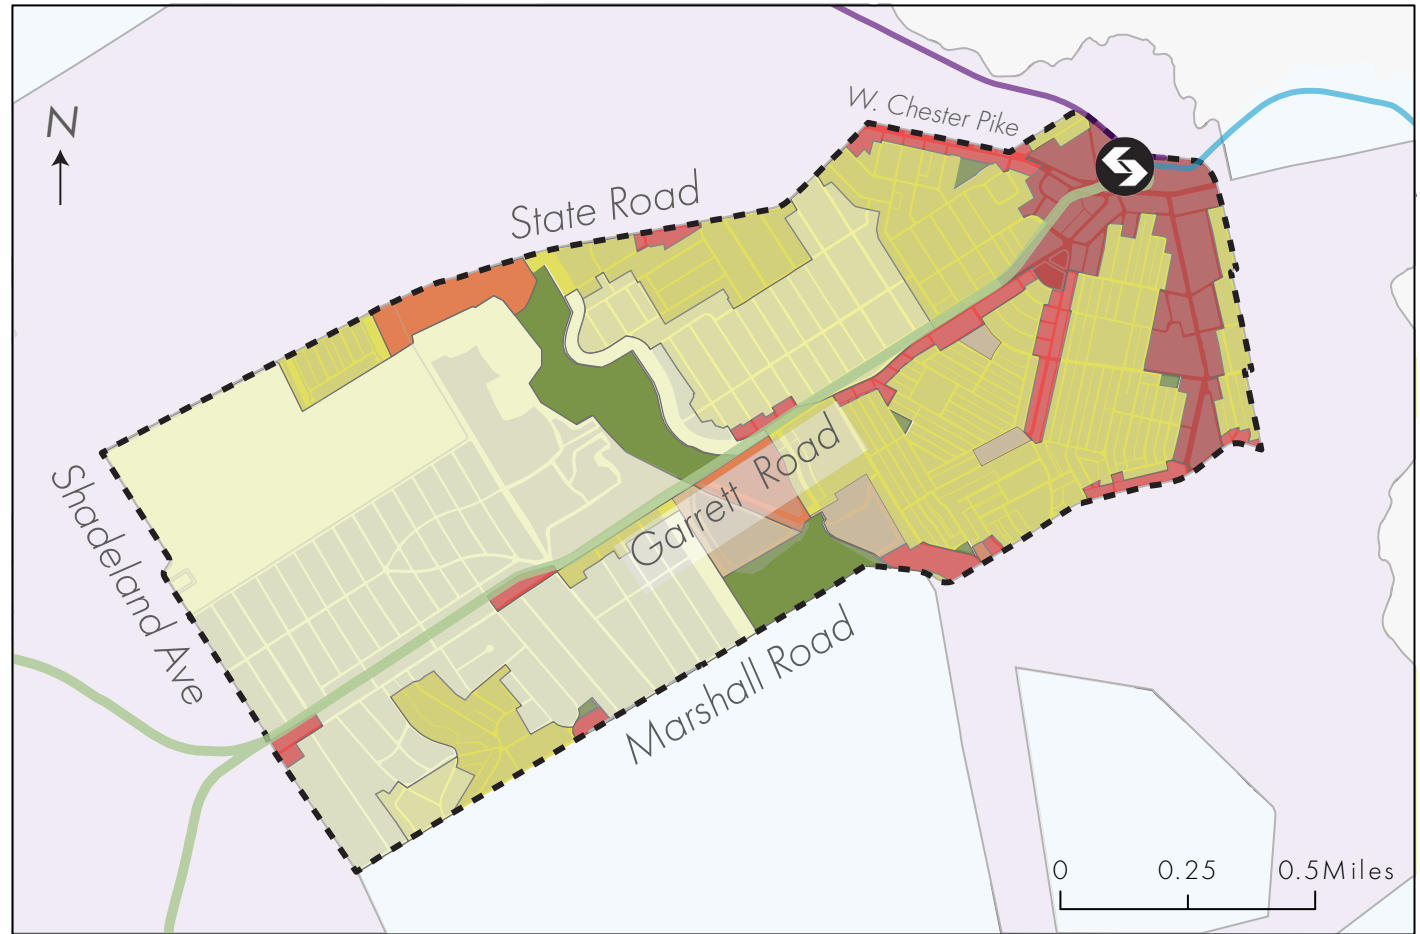 N
W. Chester Pike
State Road
Garrett Road
Shadeland Ave
Marshall Road
0 0.25 0.5Miles